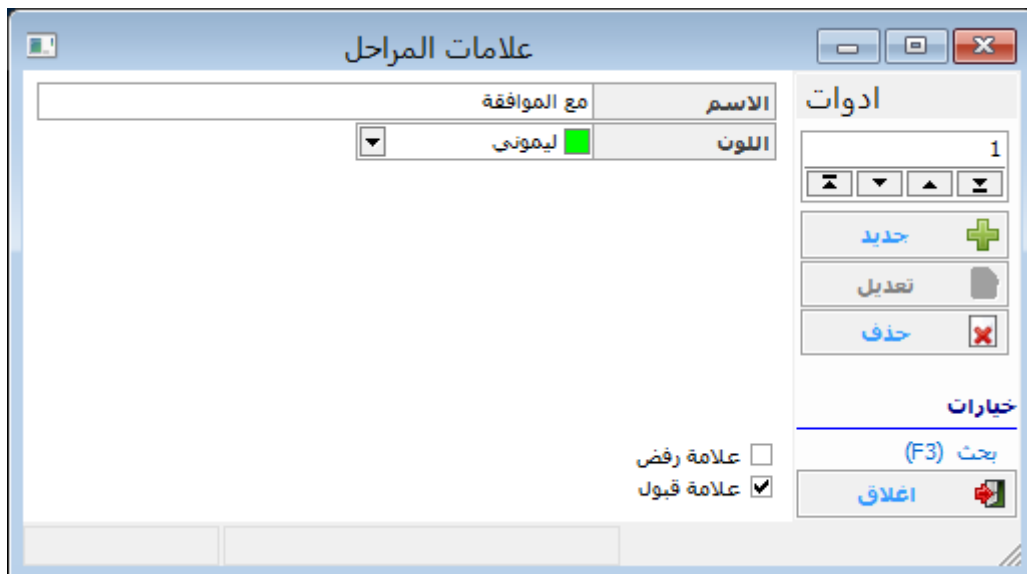 علامات المراحل
ادوات
1
جديد
تعديل
حذف
خيارات
بحث (F3)
اغلاق
الاسم مع الموافقة
اللون ليموني
علامة رفض
علامة قبول